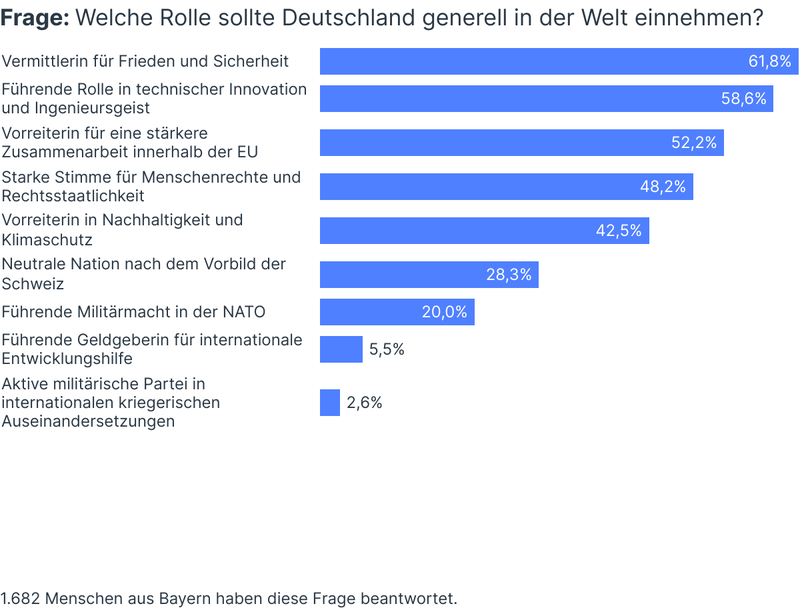 Frage: Welche Rolle sollte Deutschland generell in der Welt einnehmen?
Vermittlerin für Frieden und Sicherheit
61,8%
Führende Rolle in technischer Innovation
und Ingenieursgeist
58,6%
Vorreiterin für eine stärkere
Zusammenarbeit innerhalb der EU
52,2%
Starke Stimme für Menschenrechte und
Rechtsstaatlichkeit
48,2%
Vorreiterin in Nachhaltigkeit und
Klimaschutz
42,5%
Neutrale Nation nach dem Vorbild der
Schweiz
28,3%
Führende Militärmacht in der NATO
20,0%
Führende Geldgeberin für internationale
Entwicklungshilfe
5,5%
Aktive militärische Partei in
internationalen kriegerischen
Auseinandersetzungen
2,6%
1.682 Menschen aus Bayern haben diese Frage beantwortet.